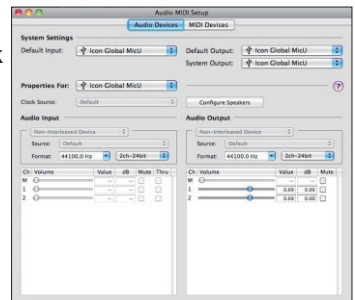 Audio MIDI Setup
Audio Devices MIDI Devices
System Settings
Default Input: Icon Global MicU Default Output: Icon Global MicU
System Output: Icon Global MicU
Properties For: Icon Global MicU ?
Clock Source: Default Configure Speakers
Audio Input Audio Output
Non-Interleaved Device Non-Interleaved Device
Source: Default Source: Default
Format: 44100.0 Hz 2ch-24bit Format: 44100.0 Hz 2ch-24bit
Ch Volume Value dB Mute Thru Ch Volume Value dB Mute
M -- -- M -- --
1 -- -- 1 0.69 0.00
2 -- -- 2 0.69 0.00